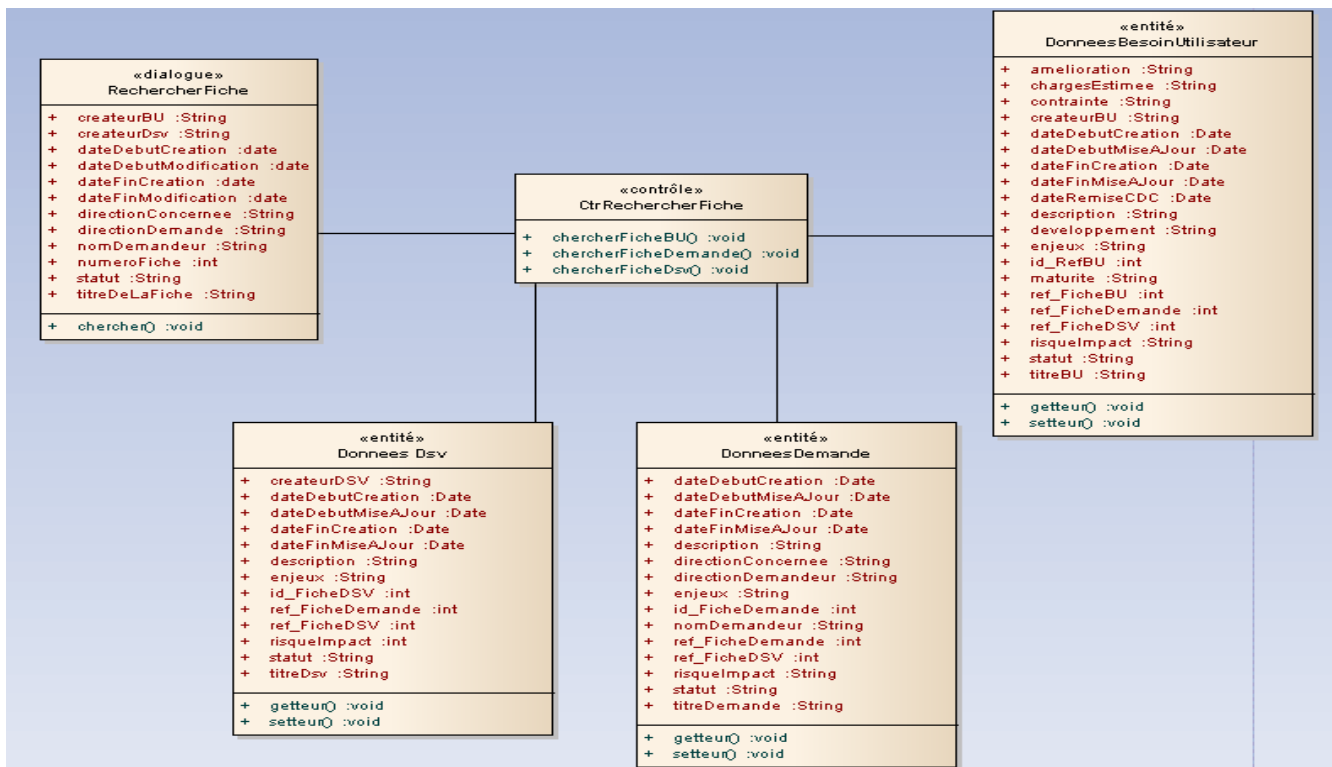 «dialogue»
RechercherFiche
+ createurBU :String
+ createurDsv :String
+ dateDebutCreation :date
+ dateDebutModification :date
+ dateFinCreation :date
+ dateFinModification :date
+ directionConcernee :String
+ directionDemande :String
+ nomDemandeur :String
+ numeroFiche :int
+ statut :String
+ titreDeLaFiche :String
+ chercher() :void
«contrôle»
CtrRechercherFiche
+ chercherFicheBU() :void
+ chercherFicheDemande() :void
+ chercherFicheDsv() :void
«entité»
DonneesBesoinUtilisateur
+ amelioration :String
+ chargesEstimee :String
+ contrainte :String
+ createurBU :String
+ dateDebutCreation :Date
+ dateDebutMiseAJour :Date
+ dateFinCreation :Date
+ dateFinMiseAJour :Date
+ dateRemiseCDC :Date
+ description :String
+ developpement :String
+ enjeux :String
+ id_RefBU :int
+ maturite :String
+ ref_FicheBU :int
+ ref_FicheDemande :int
+ ref_FicheDSV :int
+ risqueImpact :String
+ statut :String
+ titreBU :String
+ getteur() :void
+ setteur() :void
«entité»
Donnees Dsv
+ createurDSV :String
+ dateDebutCreation :Date
+ dateDebutMiseAJour :Date
+ dateFinCreation :Date
+ dateFinMiseAJour :Date
+ description :String
+ enjeux :String
+ id_FicheDSV :int
+ ref_FicheDemande :int
+ ref_FicheDSV :int
+ risqueImpact :int
+ statut :String
+ titreDsv :String
+ getteur() :void
+ setteur() :void
«entité»
DonneesDemande
+ dateDebutCreation :Date
+ dateDebutMiseAJour :Date
+ dateFinCreation :Date
+ dateFinMiseAJour :Date
+ description :String
+ directionConcernee :String
+ directionDemandeur :String
+ enjeux :String
+ id_FicheDemande :int
+ nomDemandeur :String
+ ref_FicheDemande :int
+ ref_FicheDSV :int
+ risqueImpact :String
+ statut :String
+ titreDemande :String
+ getteur() :void
+ setteur() :void